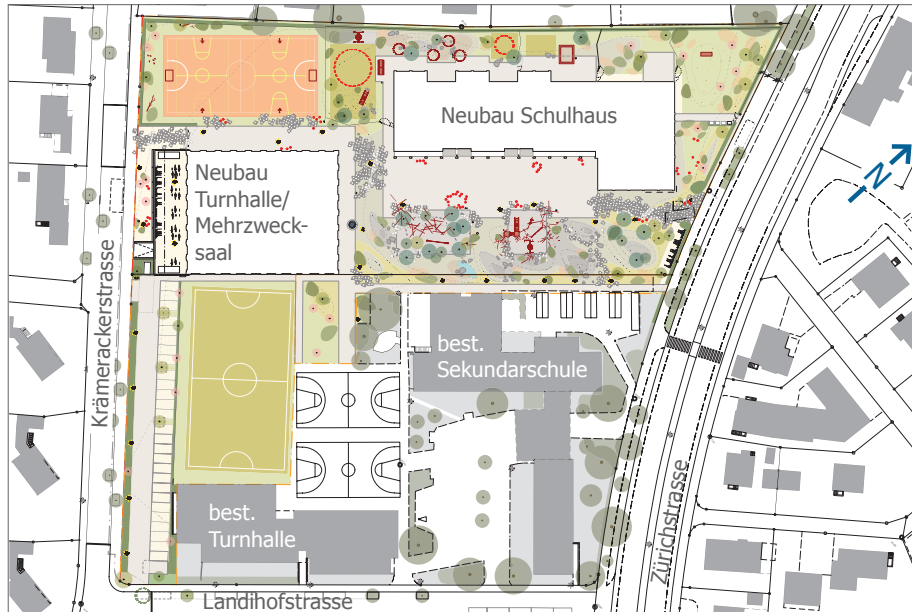 Neubau Schulhaus
Neubau
Turnhalle/
Mehrzweck-
saal
N
Krämerackerstrasse
best.
Sekundarschule
best.
Turnhalle
Zürichstrasse
Landihofstrasse